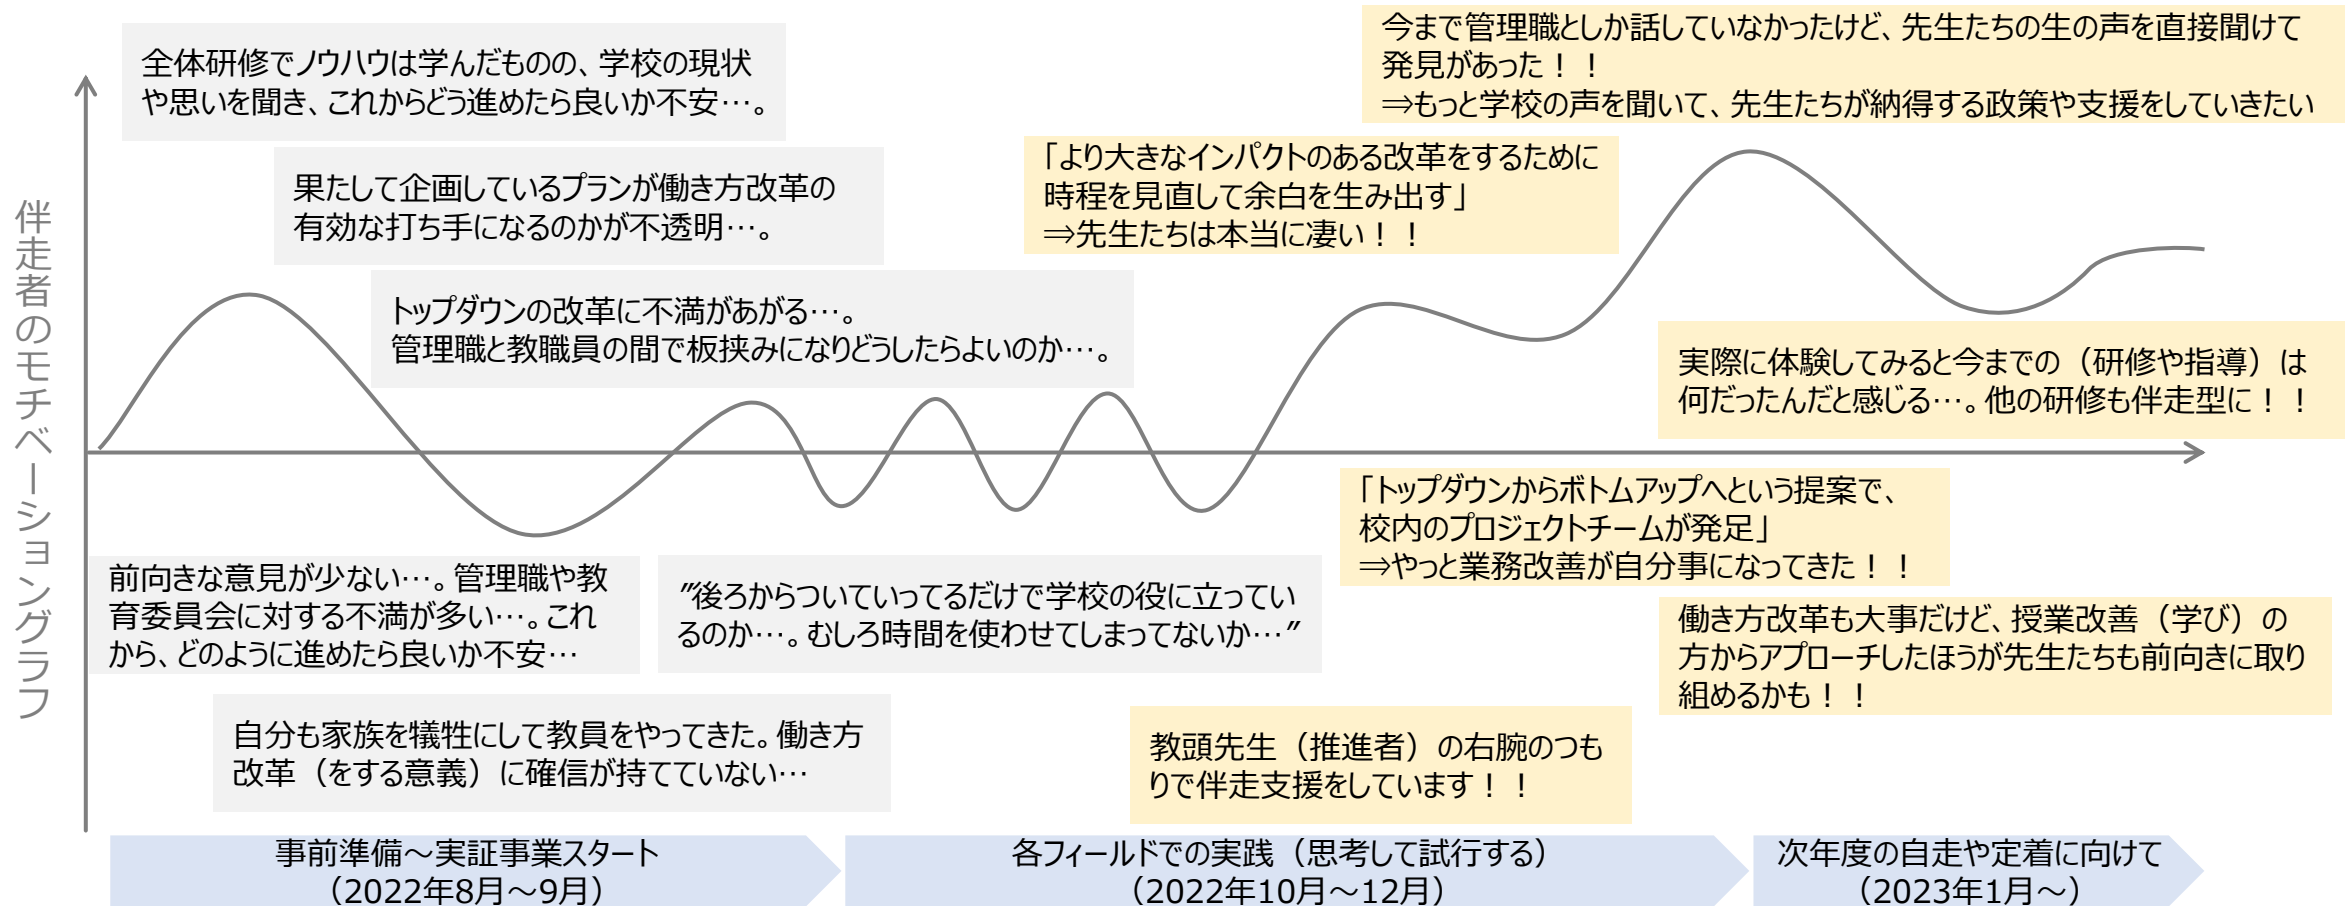 伴走者のモチベーショングラフ
全体研修でノウハウは学んだものの、学校の現状
や思いを聞き、これからどう進めたら良いか不安…。
果たして企画しているプランが働き方改革の
有効な打ち手になるのかが不透明…。
トップダウンの改革に不満があがる…。
管理職と教職員の間で板挟みになりどうしたらよいのか…。
今まで管理職としか話していなかったけど、先生たちの生の声を直接聞けて
発見があった！！
⇒もっと学校の声を聞いて、先生たちが納得する政策や支援をしていきたい
「より大きなインパクトのある改革をするために
時程を見直して余白を生み出す」
⇒先生たちは本当に凄い！！
実際に体験してみると今までの（研修や指導）は
何だったんだと感じる…。他の研修も伴走型に！！
「トップダウンからボトムアップへという提案で、
校内のプロジェクトチームが発足」
⇒やっと業務改善が自分事になってきた！！
前向きな意見が少ない…。管理職や教
育委員会に対する不満が多い…。これ
から、どのように進めたら良いか不安…
”後ろからついていってるだけで学校の役に立ってい
るのか…。むしろ時間を使わせてしまってないか…”
働き方改革も大事だけど、授業改善（学び）の
方からアプローチしたほうが先生たちも前向きに取り
組めるかも！！
自分も家族を犠牲にして教員をやってきた。働き方
改革（をする意義）に確信が持てていない…
教頭先生（推進者）の右腕のつも
りで伴走支援をしています！！
事前準備～実証事業スタート
（2022年8月～9月）
各フィールドでの実践（思考して試行する）
（2022年10月～12月）
次年度の自走や定着に向けて
（2023年1月～）